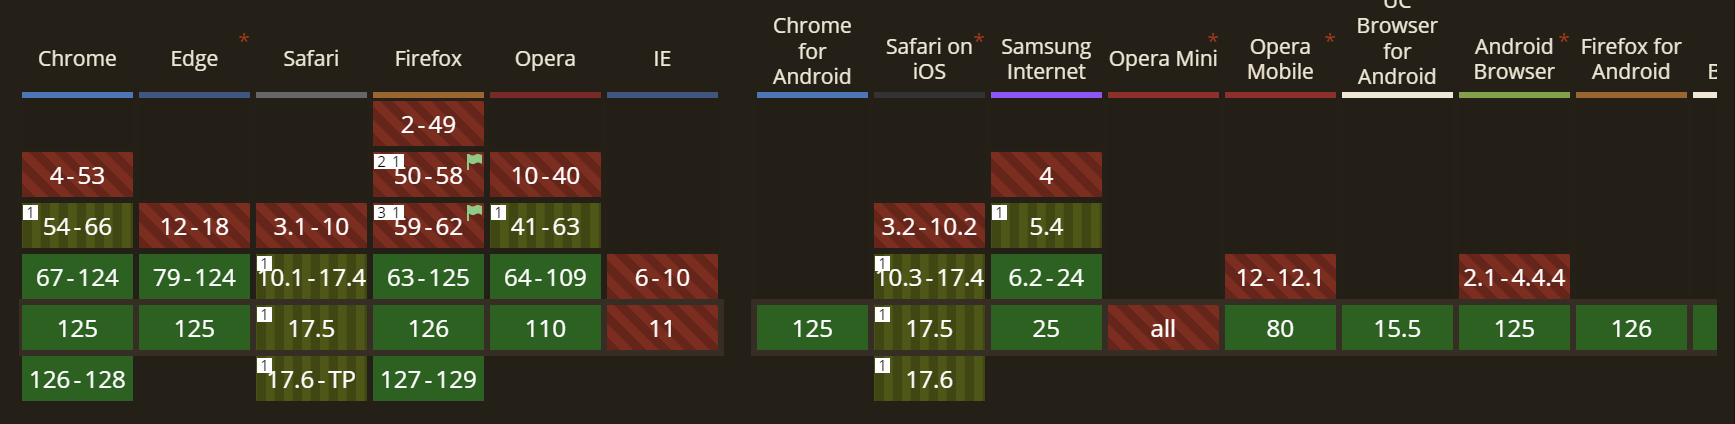 Chrome
Edge *
Safari
Firefox
Opera
IE
Chrome
for
Android
Safari on *
iOS
Samsung
Internet
Opera Mini *
Opera *
Mobile
UC
Browser
for
Android
Android *
Browser
Firefox for
Android
B
2-49
4-53
2 1
50-58
10-40
4
1
54-66
12-18
3.1-10
3 1
59-62
1
41-63
3.2-10.2
1
5.4
67-124
79-124
1
10.1-17.4
63-125
64-109
6-10
1
10.3-17.4
6.2-24
12-12.1
2.1-4.4.4
125
125
1
17.5
126
110
11
125
1
17.5
25
all
80
15.5
125
126
126-128
1
17.6-TP
127-129
1
17.6